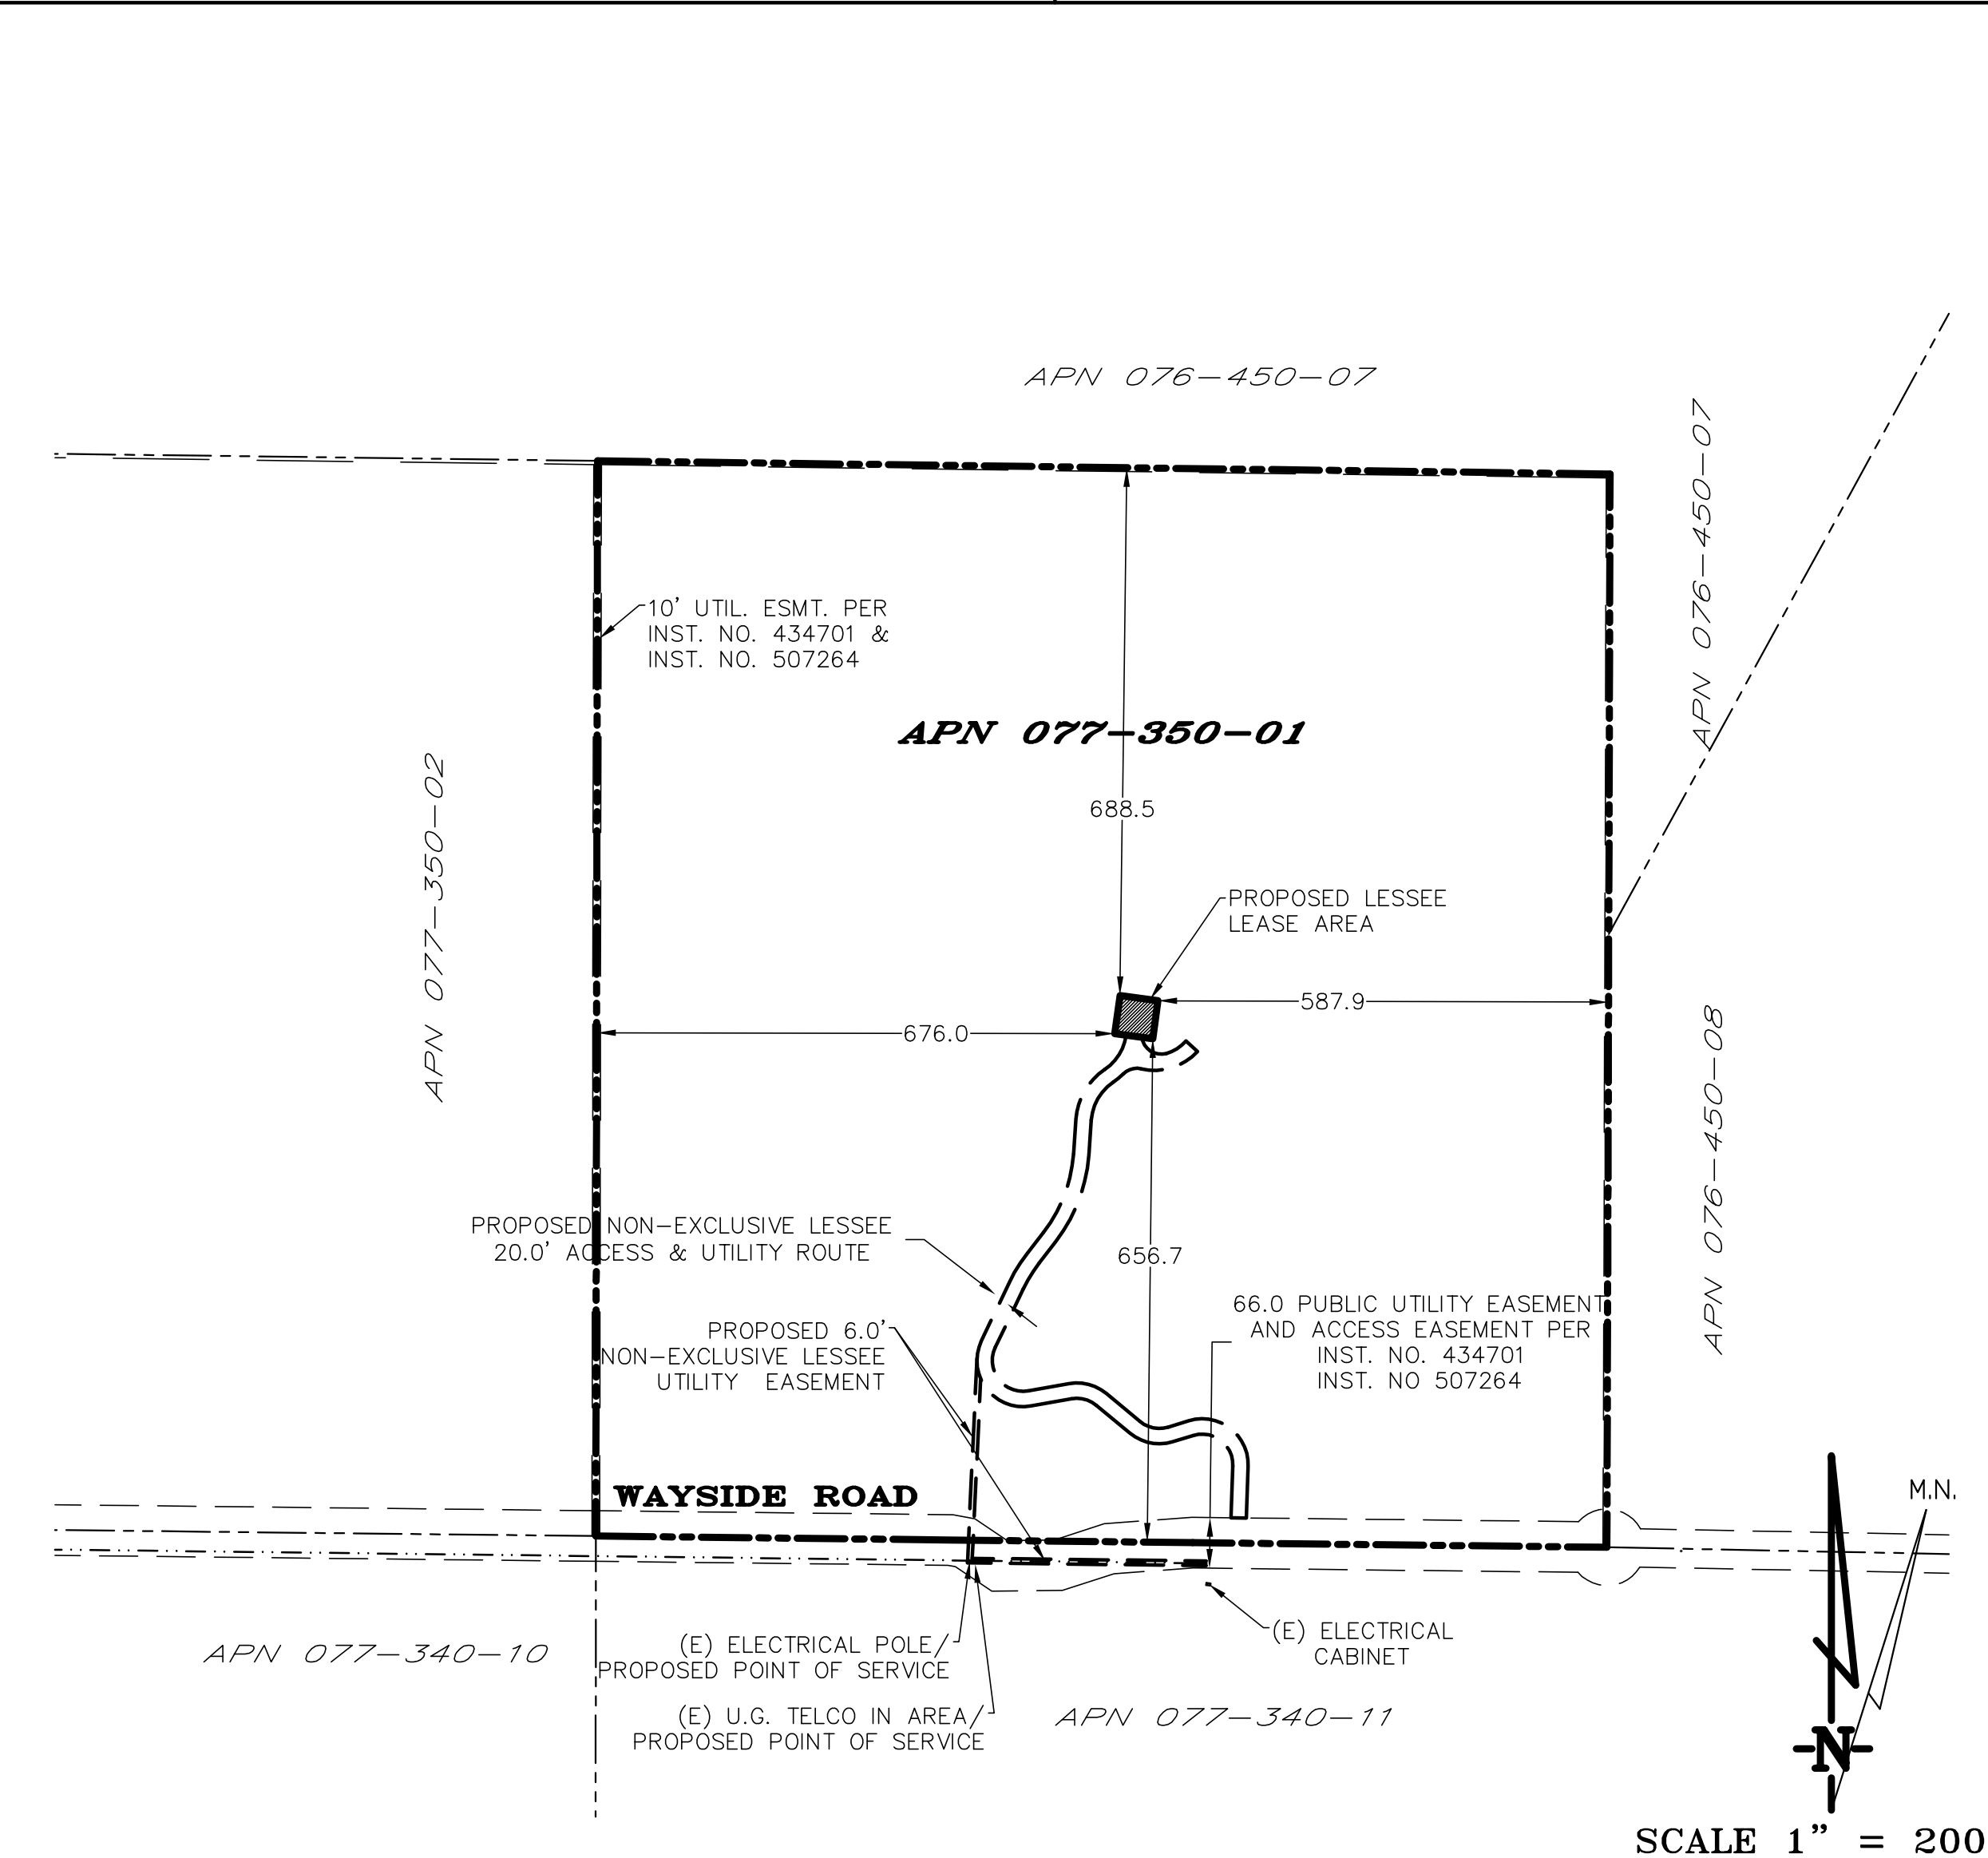 APN 076-450-07
APN 076-450-07
10' UTIL. ESMT. PER
INST. NO. 434701 &
INST. NO. 507264
APN 077-350-01
APN 077-350-02
688.5
PROPOSED LESSEE
LEASE AREA
587.9
676.0
APN 076-450-08
PROPOSED NON-EXCLUSIVE LESSEE
20.0' ACCESS & UTILITY ROUTE
656.7
66.0 PUBLIC UTILITY EASEMENT
AND ACCESS EASEMENT PER
INST. NO. 434701
INST. NO 507264
PROPOSED 6.0'
NON-EXCLUSIVE LESSEE
UTILITY EASEMENT
WAYSIDE ROAD
M.N.
(E) ELECTRICAL POLE/
PROPOSED POINT OF SERVICE
(E) ELECTRICAL
CABINET
APN 077-340-10
(E) U.G. TELCO IN AREA/
PROPOSED POINT OF SERVICE
APN 077-340-11
-N-
SCALE 1" = 200